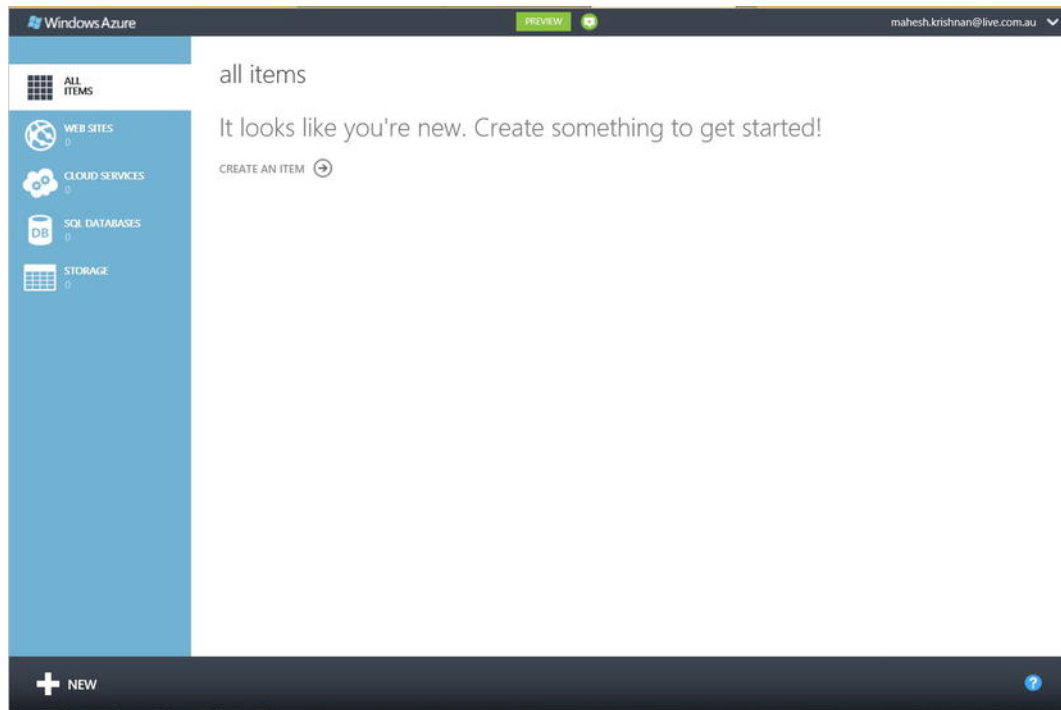 Windows Azure
PREVIEW
mahesh.krishnan@live.com.au
ALL
ITEMS
WEB SITES
0
CLOUD SERVICES
0
SQL DATABASES
0
DB
STORAGE
0
all items
It looks like you're new. Create something to get started!
CREATE AN ITEM
NEW
?